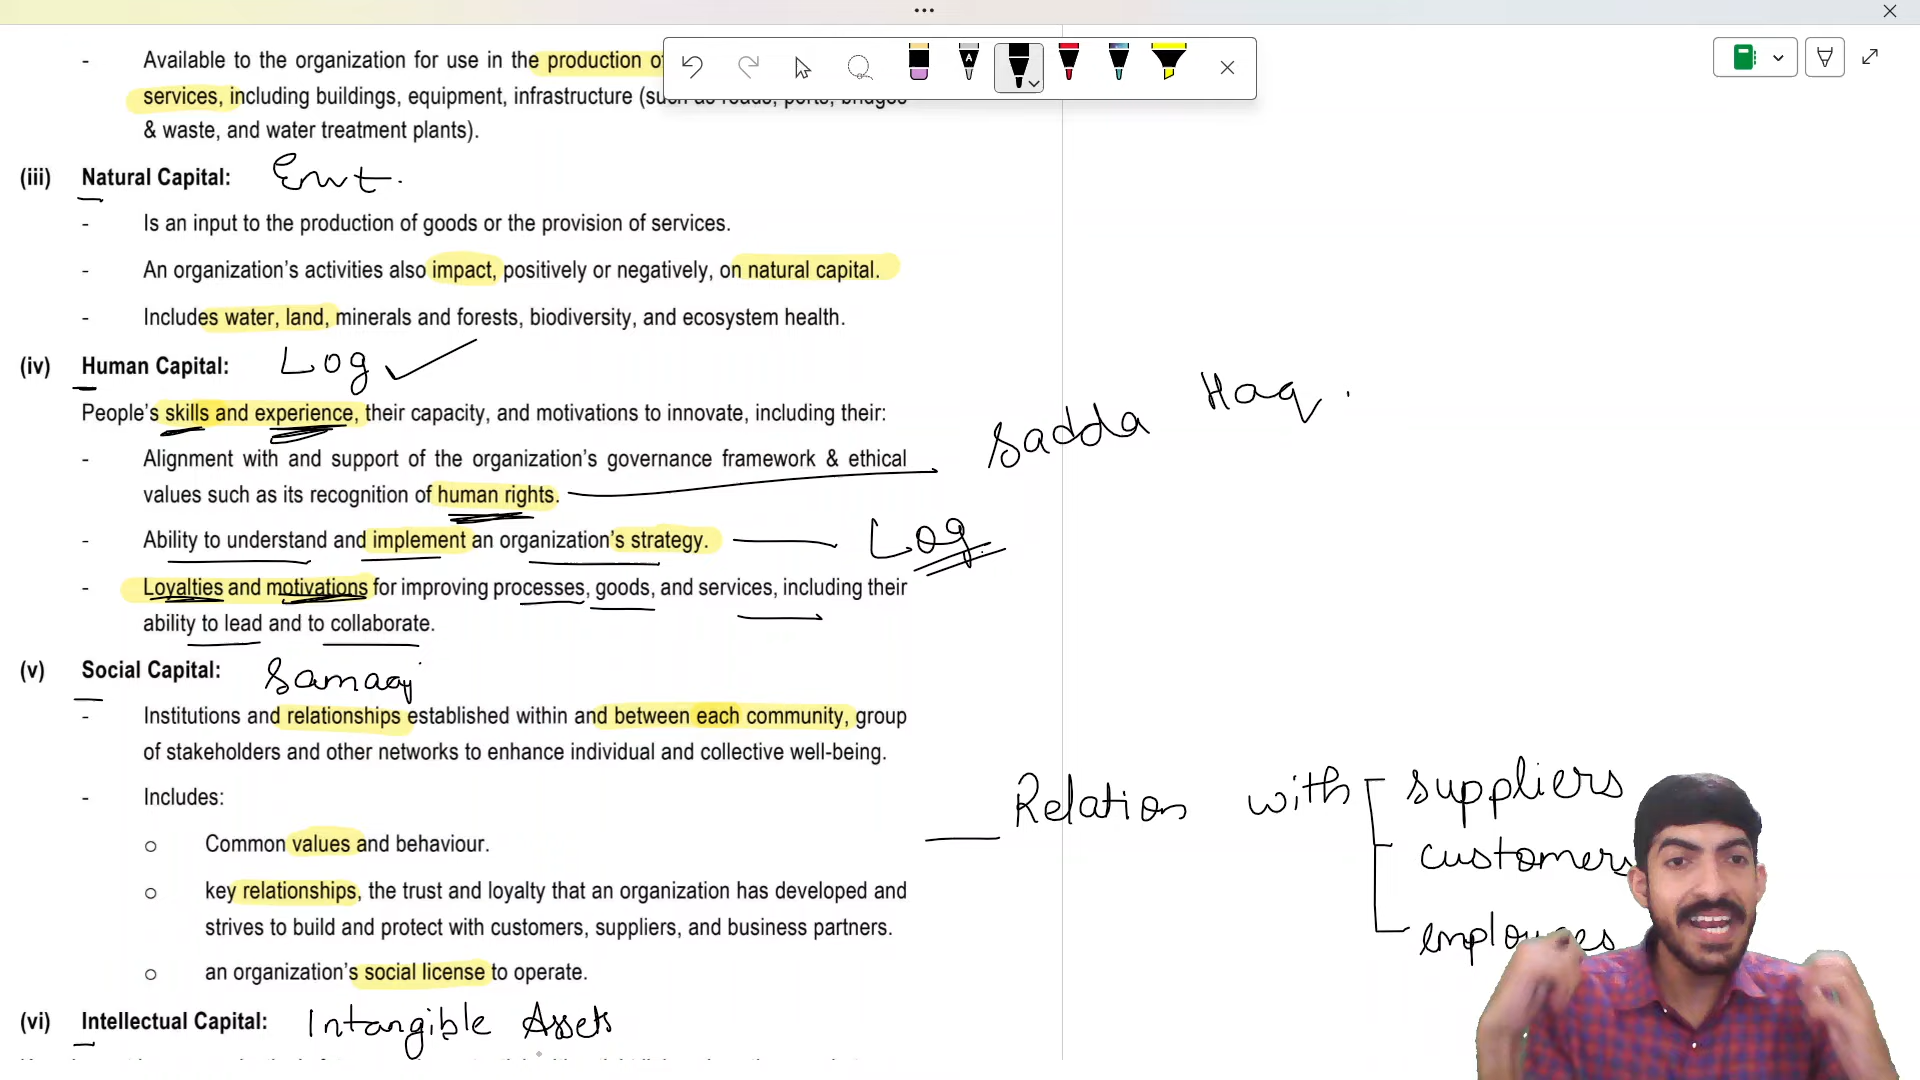 - Available to the organization for use in the production o
services, including buildings, equipment, infrastructure
& waste, and water treatment plants).
(iii) Natural Capital: Envt.
- Is an input to the production of goods or the provision of services.
- An organization's activities also impact, positively or negatively, on natural capital.
- Includes water, land, minerals and forests, biodiversity, and ecosystem health.
(iv) Human Capital: Log ✓
Sadda Haq.
People's skills and experience, their capacity, and motivations to innovate, including their:
- Alignment with and support of the organization's governance framework & ethical
values such as its recognition of human rights.
- Ability to understand and implement an organization's strategy. Log
- Loyalties and motivations for improving processes, goods, and services, including their
ability to lead and to collaborate.
(v) Social Capital: Samaaj
- Institutions and relationships established within and between each community, group
of stakeholders and other networks to enhance individual and collective well-being.
- Includes:
Relation with suppliers
customers
employees
o Common values and behaviour.
o key relationships, the trust and loyalty that an organization has developed and
strives to build and protect with customers, suppliers, and business partners.
o an organization's social license to operate.
(vi) Intellectual Capital: Intangible Assets